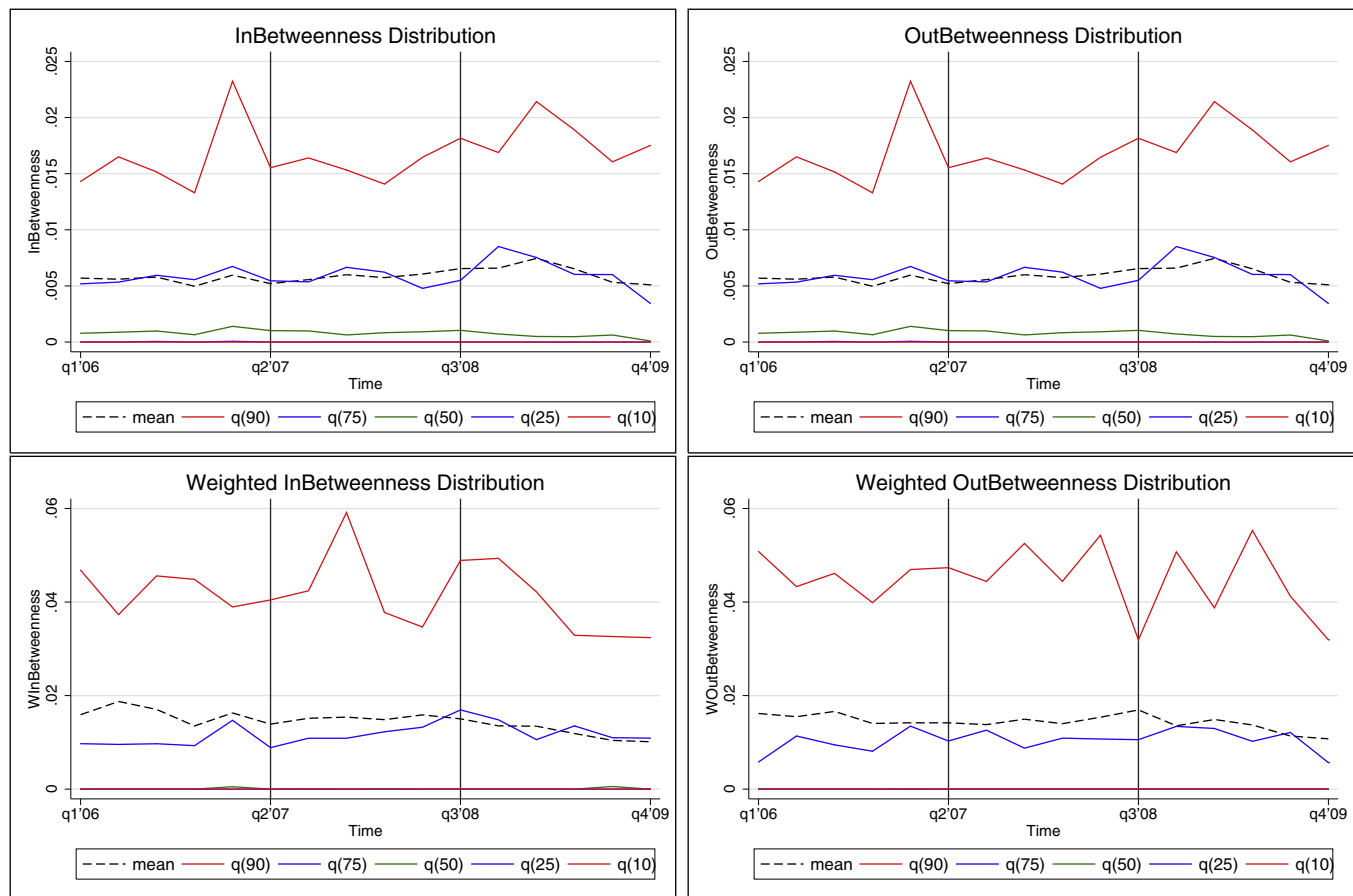 InBetweenness Distribution
InBetweenness
.025
.02
.015
.01
.005
0
q1'06 q2'07 q3'08 q4'09
Time
mean q(90) q(75) q(50) q(25) q(10)
OutBetweenness Distribution
OutBetweenness
.025
.02
.015
.01
.005
0
q1'06 q2'07 q3'08 q4'09
Time
mean q(90) q(75) q(50) q(25) q(10)
Weighted InBetweenness Distribution
WInBetweenness
.06
.04
.02
0
q1'06 q2'07 q3'08 q4'09
Time
mean q(90) q(75) q(50) q(25) q(10)
Weighted OutBetweenness Distribution
WOutBetweenness
.06
.04
.02
0
q1'06 q2'07 q3'08 q4'09
Time
mean q(90) q(75) q(50) q(25) q(10)